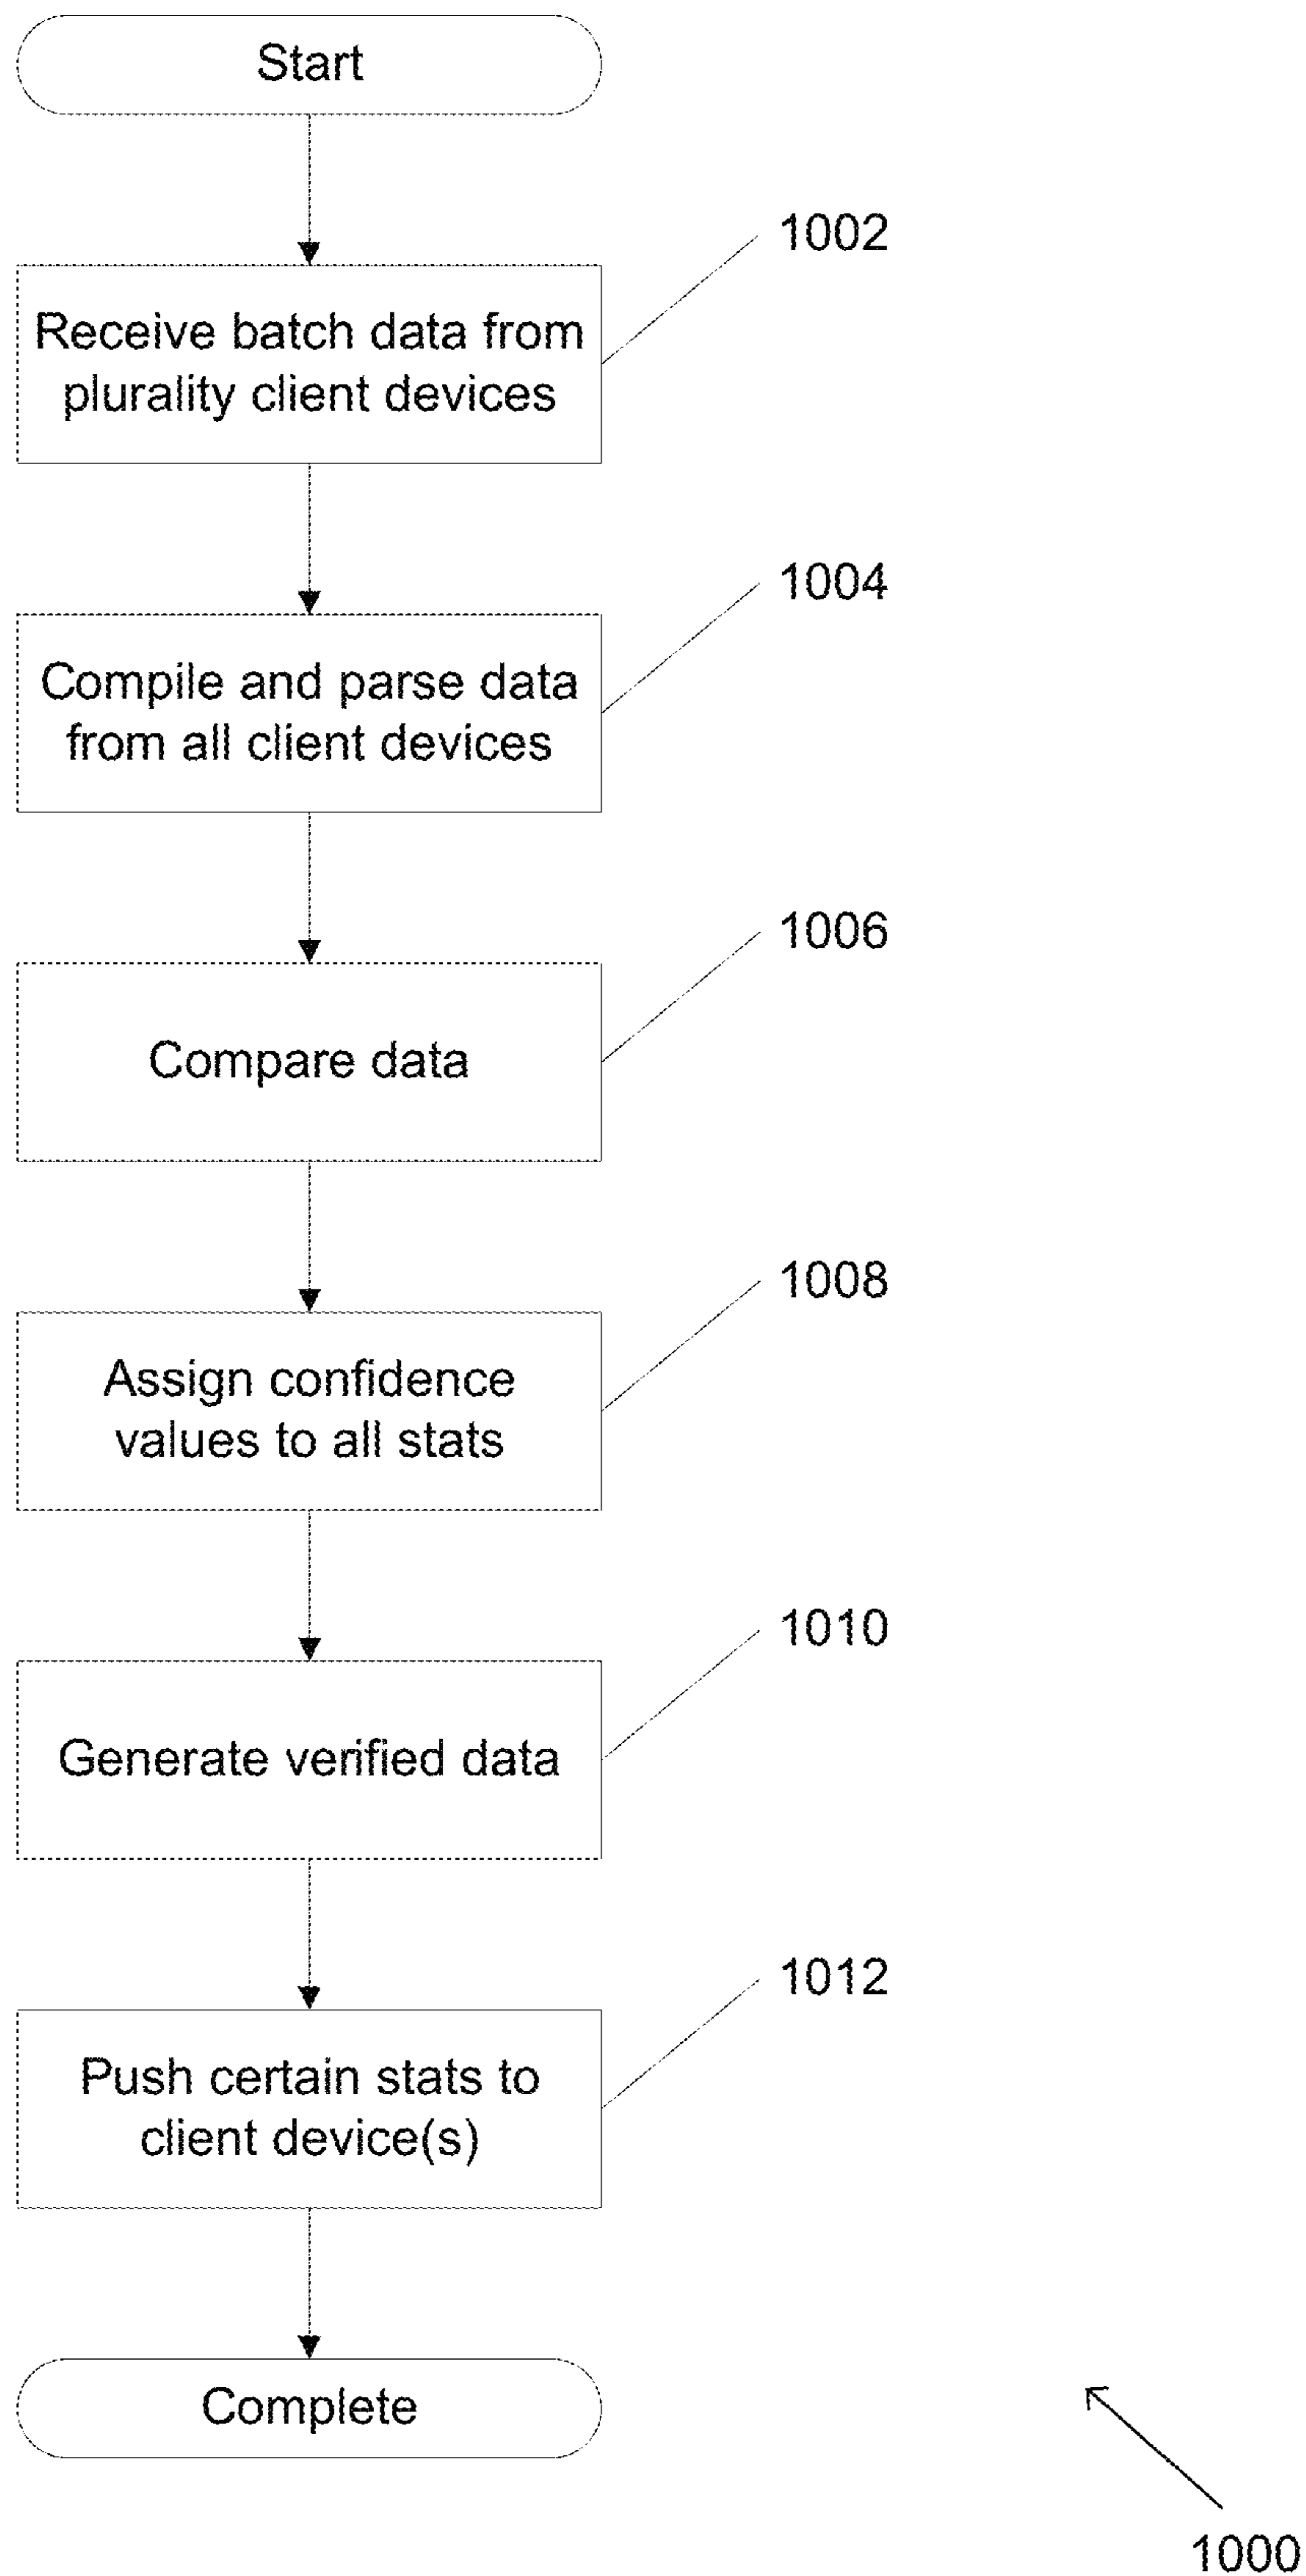 Start
1002
Receive batch data from
plurality client devices
1004
Compile and parse data
from all client devices
1006
Compare data
1008
Assign confidence
values to all stats
1010
Generate verified data
1012
Push certain stats to
client device(s)
Complete
1000